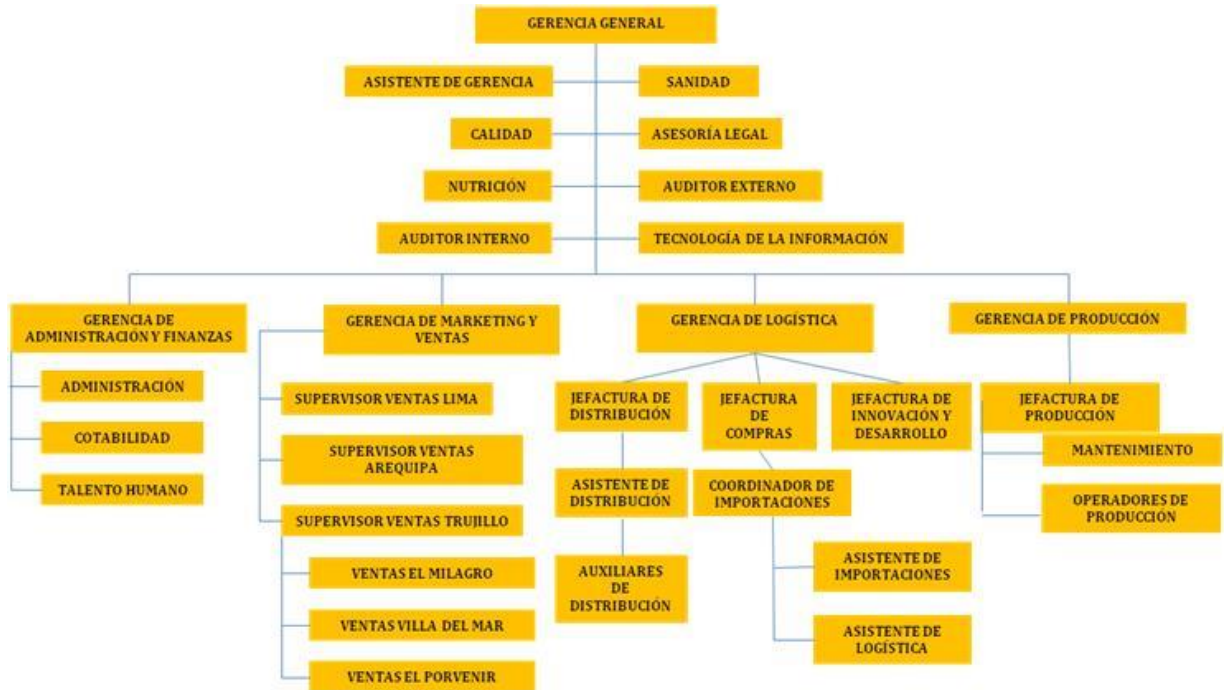 GERENCIA GENERAL
ASISTENTE DE GERENCIA
SANIDAD
CALIDAD
ASESORÍA LEGAL
NUTRICIÓN
AUDITOR EXTERNO
AUDITOR INTERNO
TECNOLOGÍA DE LA INFORMACIÓN
GERENCIA DE
ADMINISTRACIÓN Y FINANZAS
ADMINISTRACIÓN
COTABILIDAD
TALENTO HUMANO
GERENCIA DE MARKETING Y
VENTAS
SUPERVISOR VENTAS LIMA
SUPERVISOR VENTAS
AREQUIPA
SUPERVISOR VENTAS TRUJILLO
VENTAS EL MILAGRO
VENTAS VILLA DEL MAR
VENTAS EL PORVENIR
GERENCIA DE LOGÍSTICA
JEFACTURA DE
DISTRIBUCIÓN
ASISTENTE DE
DISTRIBUCIÓN
AUXILIARES
DE
DISTRIBUCIÓN
JEFACTURA
DE
COMPRAS
COORDINADOR DE
IMPORTACIONES
ASISTENTE DE
IMPORTACIONES
ASISTENTE DE
LOGÍSTICA
JEFACTURA DE
INNOVACIÓN Y
DESARROLLO
GERENCIA DE PRODUCCIÓN
JEFACTURA DE
PRODUCCIÓN
MANTENIMIENTO
OPERADORES DE
PRODUCCIÓN